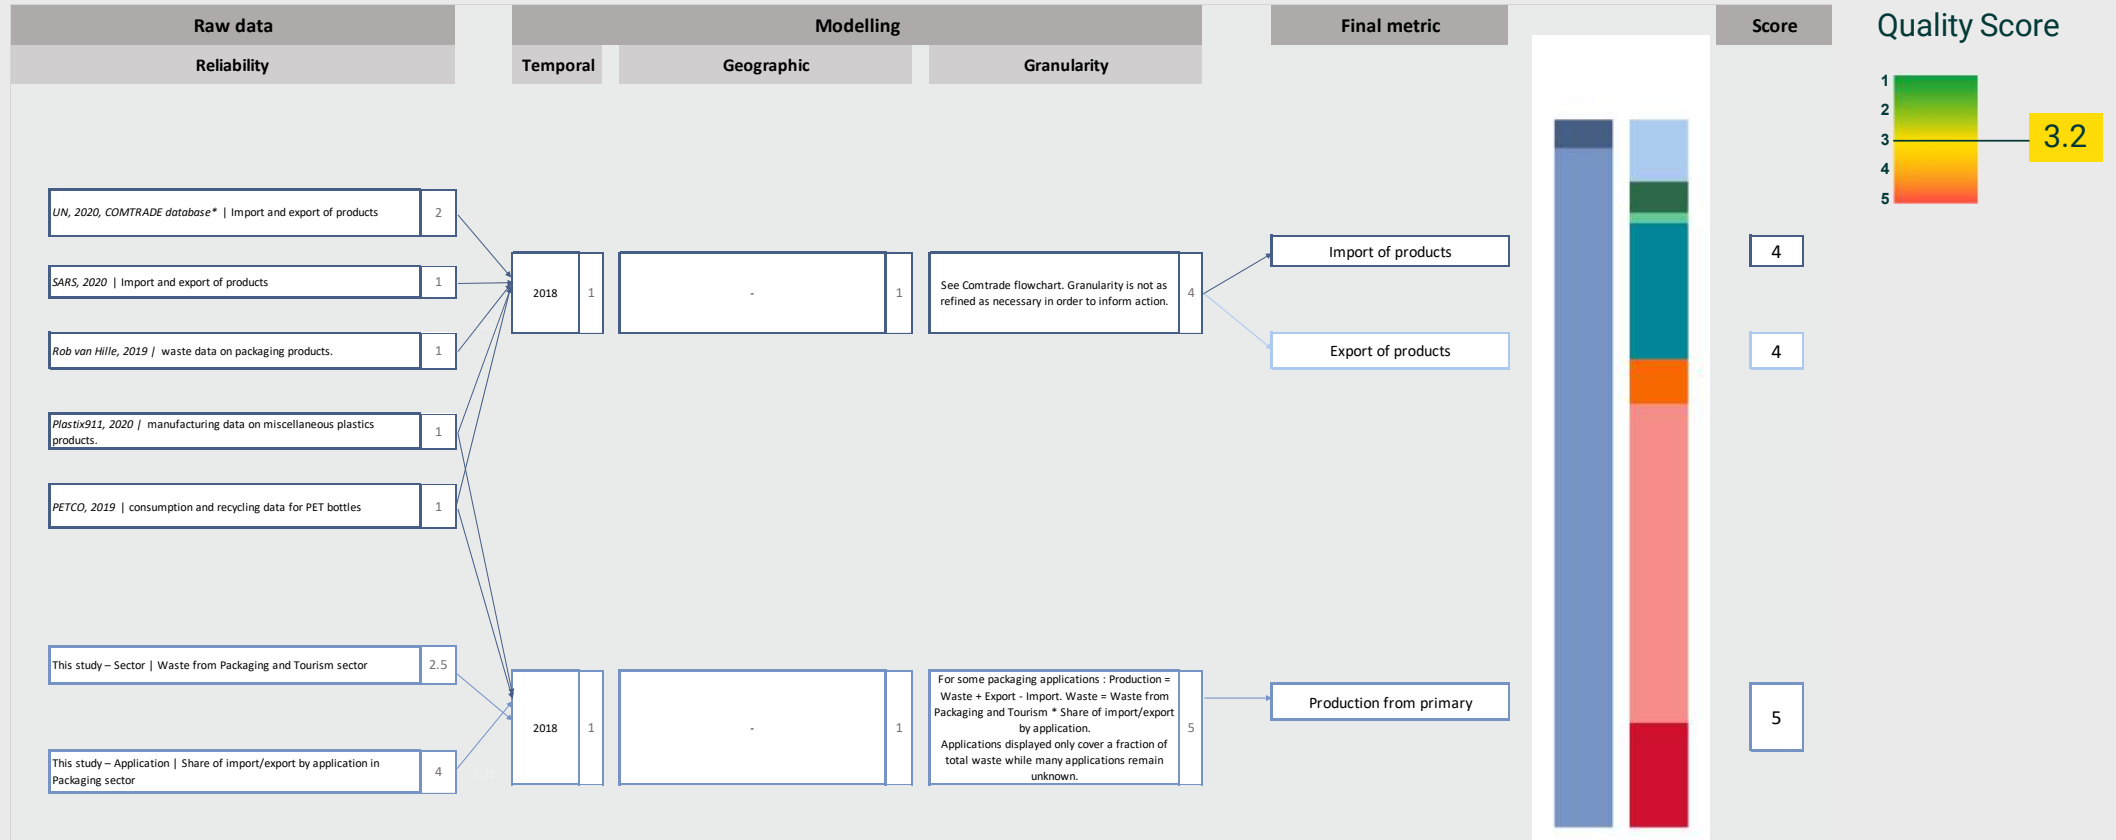 Raw data
Modelling
Final metric
Score
Quality Score
Reliability
Temporal
Geographic
Granularity
1
2
3
4
5
3.2
UN, 2020, COMTRADE database* | Import and export of products
2
SARS, 2020 | Import and export of products
1
Rob van Hille, 2019 | waste data on packaging products.
1
Plastix911, 2020 | manufacturing data on miscellaneous plastics
products.
1
PETCO, 2019 | consumption and recycling data for PET bottles
1
2018
1
-
1
See Comtrade flowchart. Granularity is not as
refined as necessary in order to inform action.
4
Import of products
4
Export of products
4
This study – Sector | Waste from Packaging and Tourism sector
2.5
This study – Application | Share of import/export by application in
Packaging sector
4
2018
1
-
1
For some packaging applications : Production =
Waste + Export - Import. Waste = Waste from
Packaging and Tourism * Share of import/export
by application.
Applications displayed only cover a fraction of
total waste while many applications remain
unknown.
5
Production from primary
5